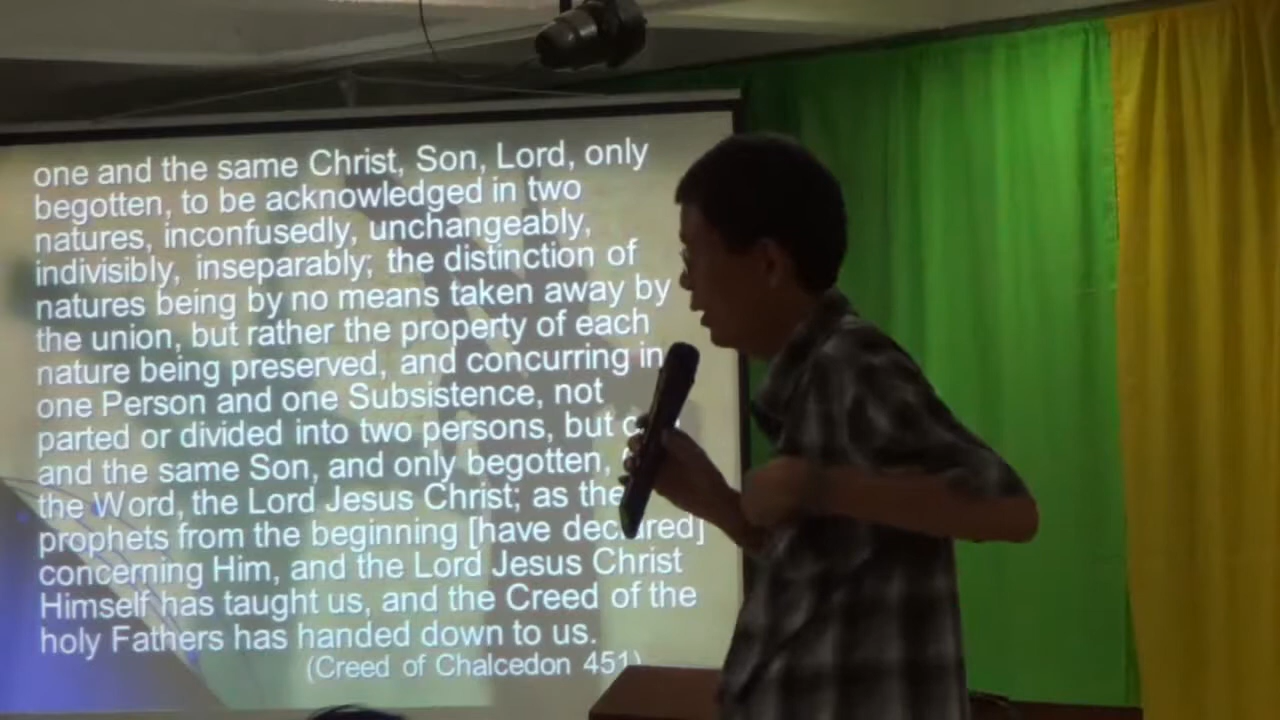 one and the same Christ, Son, Lord, only
begotten, to be acknowledged in two
natures, inconfusedly, unchangeably,
indivisibly, inseparably; the distinction of
natures being by no means taken away by
the union, but rather the property of each
nature being preserved, and concurring in
one Person and one Subsistence, not
parted or divided into two persons, but
and the same Son, and only begotten,
the Word, the Lord Jesus Christ; as the
prophets from the beginning [have declared]
concerning Him, and the Lord Jesus Christ
Himself has taught us, and the Creed of the
holy Fathers has handed down to us.
(Creed of Chalcedon 451)